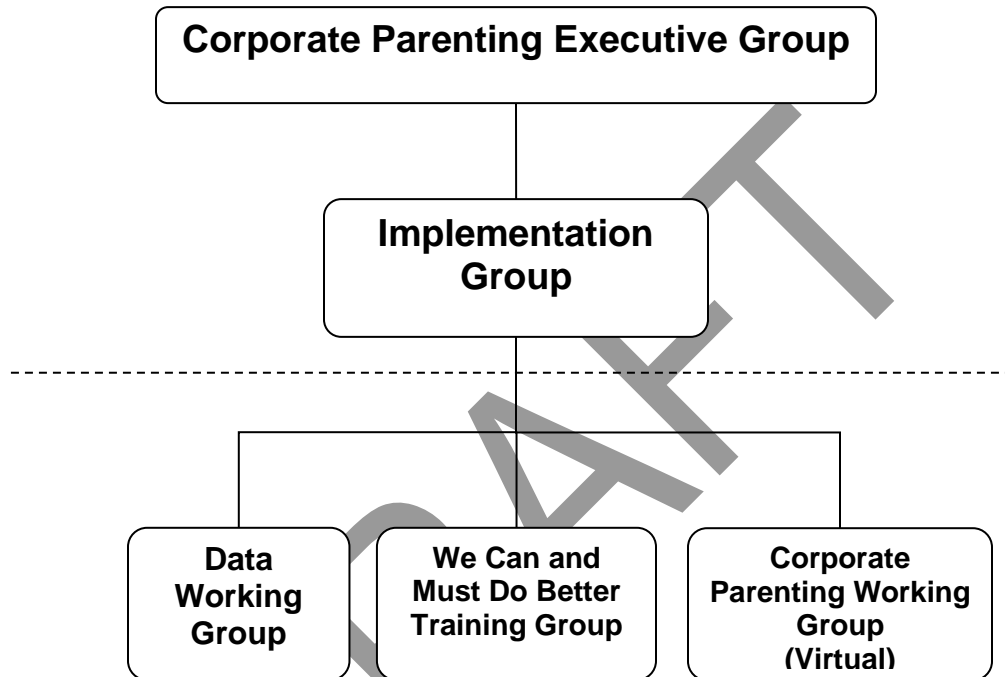 Corporate Parenting Executive Group
Implementation
Group
Data
Working
Group
We Can and
Must Do Better
Training Group
Corporate
Parenting Working
Group
(Virtual)
DRAFT